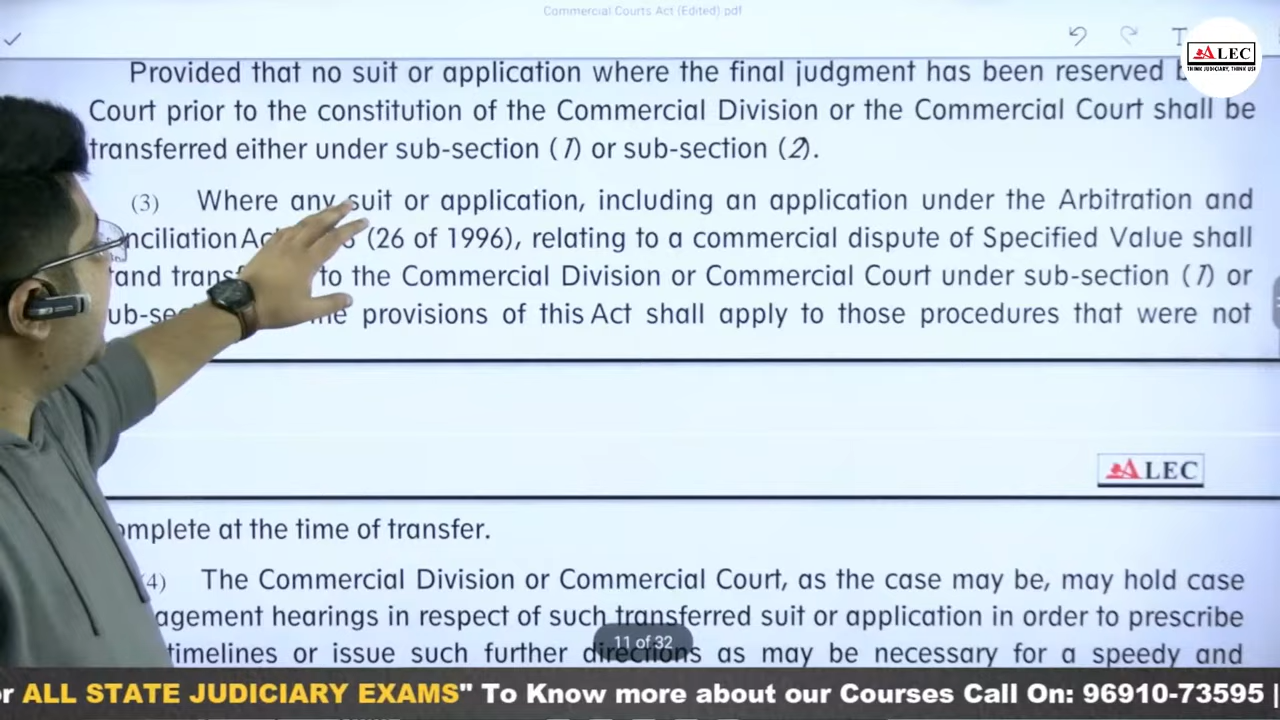 Commercial Courts Act (Edited).pdf
T
ALEC
THINK JUDICIARY, THINK US!
Provided that no suit or application where the final judgment has been reserved
Court prior to the constitution of the Commercial Division or the Commercial Court shall be
transferred either under sub-section (1) or sub-section (2).
(3) Where any suit or application, including an application under the Arbitration and
(26 of 1996), relating to a commercial dispute of Specified Value shall
to the Commercial Division or Commercial Court under sub-section (1) or
provisions of this Act shall apply to those procedures that were not
ALEC
omplete at the time of transfer.
(4) The Commercial Division or Commercial Court, as the case may be, may hold case
agement hearings in respect of such transferred suit or application in order to prescribe
timelines or issue such further directions as may be necessary for a speedy and
11 of 32
or ALL STATE JUDICIARY EXAMS" To Know more about our Courses Call On: 96910-73595 |